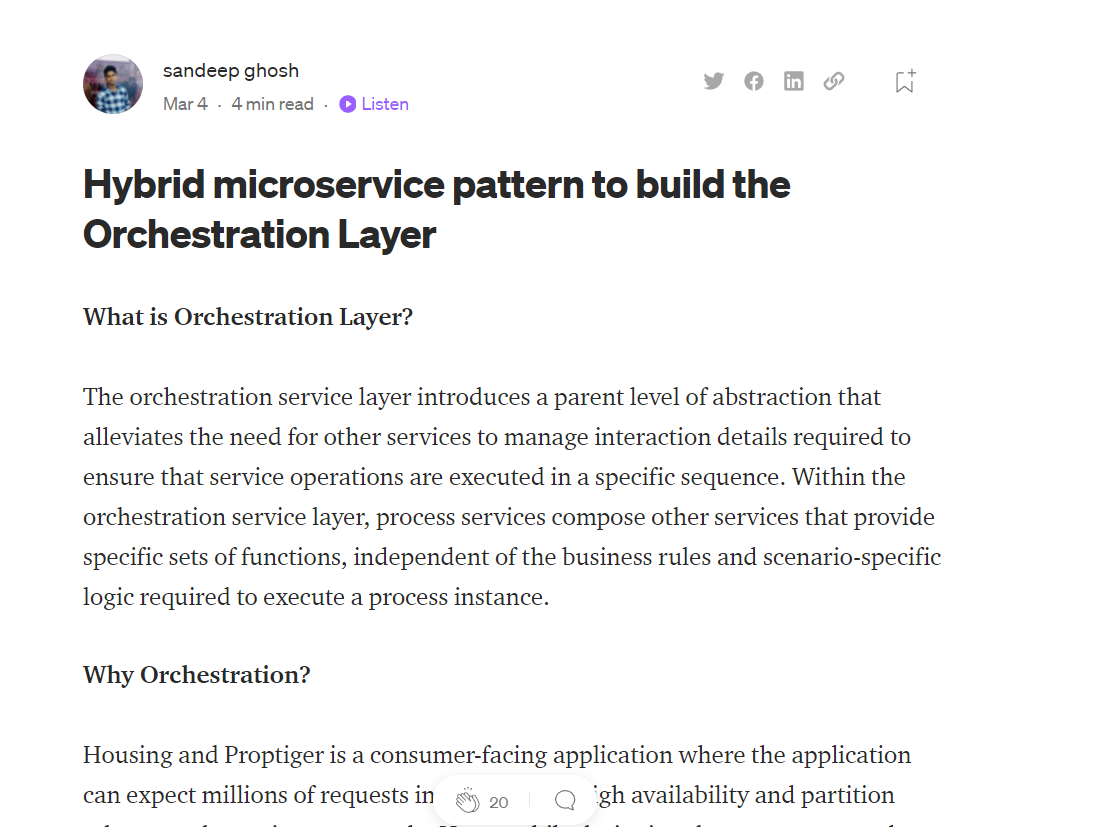 sandeep ghosh
Mar 4 · 4 min read · Listen
Hybrid microservice pattern to build the
Orchestration Layer
What is Orchestration Layer?
The orchestration service layer introduces a parent level of abstraction that
alleviates the need for other services to manage interaction details required to
ensure that service operations are executed in a specific sequence. Within the
orchestration service layer, process services compose other services that provide
specific sets of functions, independent of the business rules and scenario-specific
logic required to execute a process instance.
Why Orchestration?
Housing and Proptiger is a consumer-facing application where the application
can expect millions of requests in availability and partition
20